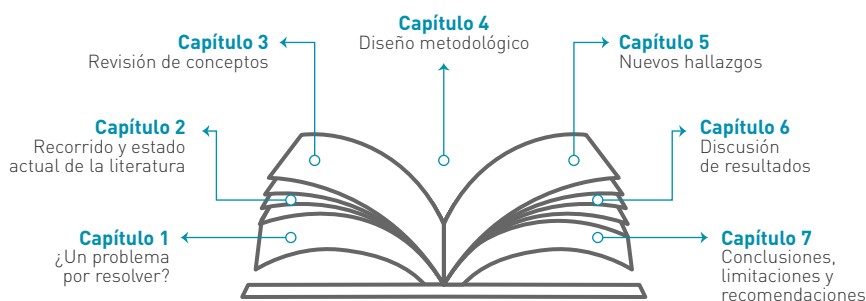 Capítulo 1
¿Un problema
por resolver?
Capítulo 2
Recorrido y estado
actual de la literatura
Capítulo 3
Revisión de conceptos
Capítulo 4
Diseño metodológico
Capítulo 5
Nuevos hallazgos
Capítulo 6
Discusión
de resultados
Capítulo 7
Conclusiones,
limitaciones y
recomendaciones